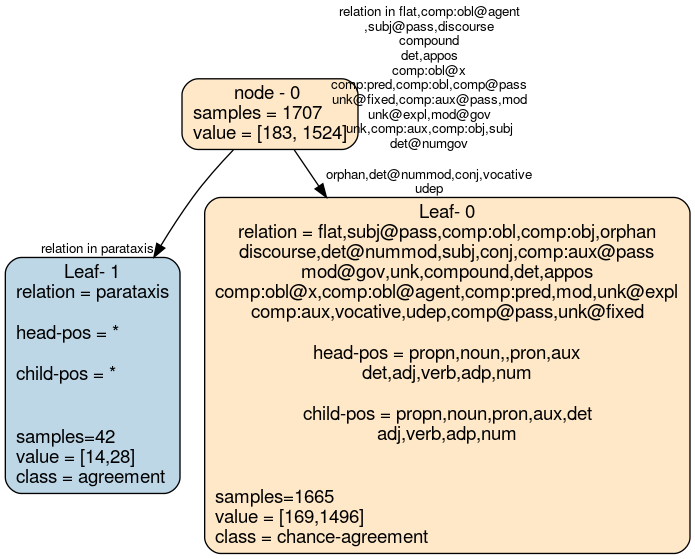 relation in flat,comp:obl@agent
,subj@pass,discourse
compound
det,appos
comp:obl@x
comp:pred,comp:obl,comp@pass
unk@fixed,comp:aux@pass,mod
unk@expl,mod@gov
unk,comp:aux,comp:obj,subj
det@numgov
orphan,det@nummod,conj,vocative
udep
node - 0
samples = 1707
value = [183, 1524]
relation in parataxis
Leaf- 1
relation = parataxis
head-pos = *
child-pos = *
samples=42
value = [14,28]
class = agreement
Leaf- 0
relation = flat,subj@pass,comp:obl,comp:obj,orphan
discourse,det@nummod,subj,conj,comp:aux@pass
mod@gov,unk,compound,det,appos
comp:obl@x,comp:obl@agent,comp:pred,mod,unk@expl
comp:aux,vocative,udep,comp@pass,unk@fixed
head-pos = propn,noun,,pron,aux
det,adj,verb,adp,num
child-pos = propn,noun,pron,aux,det
adj,verb,adp,num
samples=1665
value = [169,1496]
class = chance-agreement